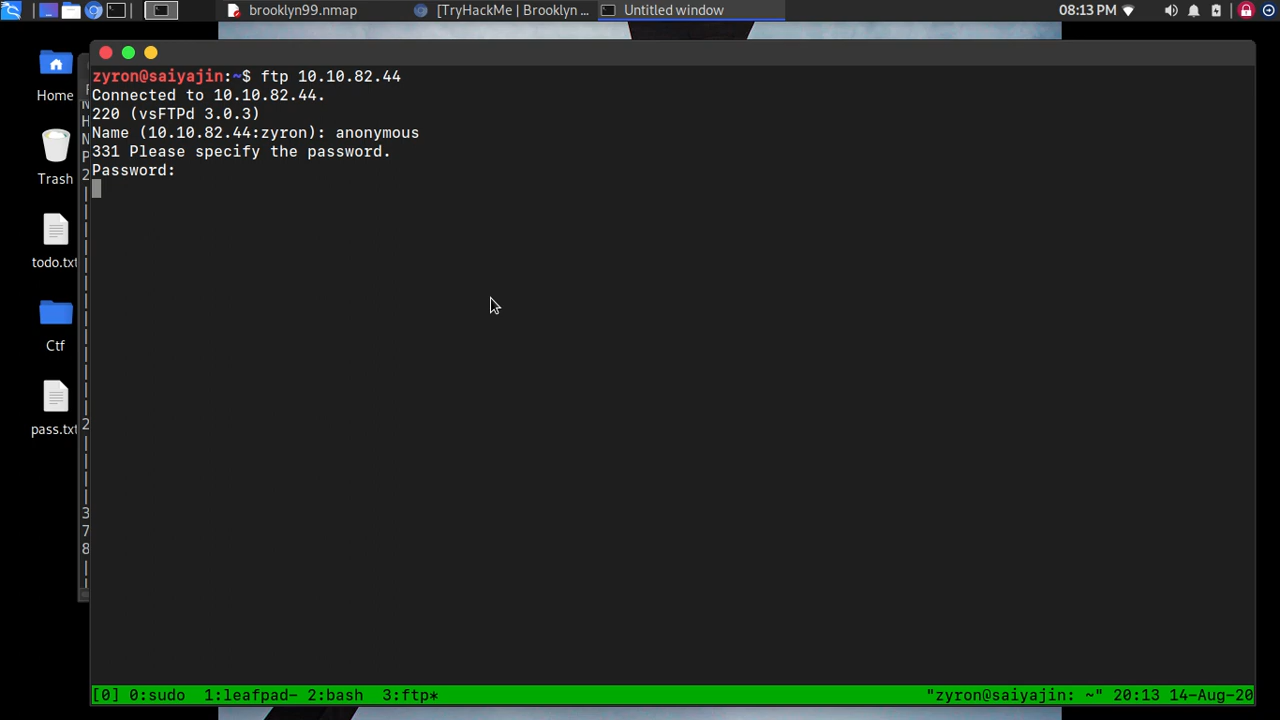 brooklyn99.nmap
[TryHackMe | Brooklyn ...
Untitled window
08:13 PM
Home
Trash
todo.txt
Ctf
pass.txt
zyron@saiyajin:~$ ftp 10.10.82.44
Connected to 10.10.82.44.
220 (vsFTPd 3.0.3)
Name (10.10.82.44:zyron): anonymous
331 Please specify the password.
Password:
[0] 0:sudo  1:leafpad- 2:bash  3:ftp*
"zyron@saiyajin: ~" 20:13 14-Aug-20